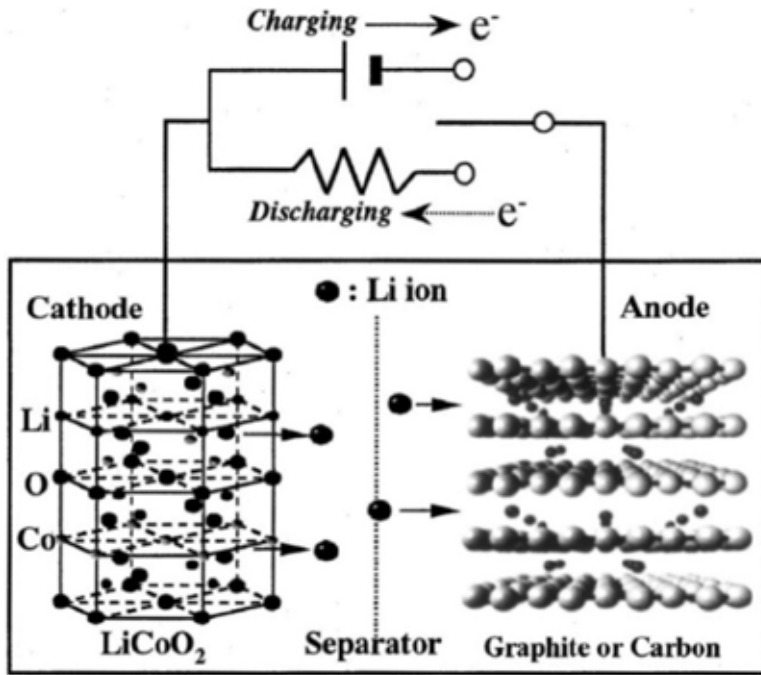 Charging e-
Discharging e-
Cathode
: Li ion
Anode
Li
O
Co
LiCoO2
Separator
Graphite or Carbon